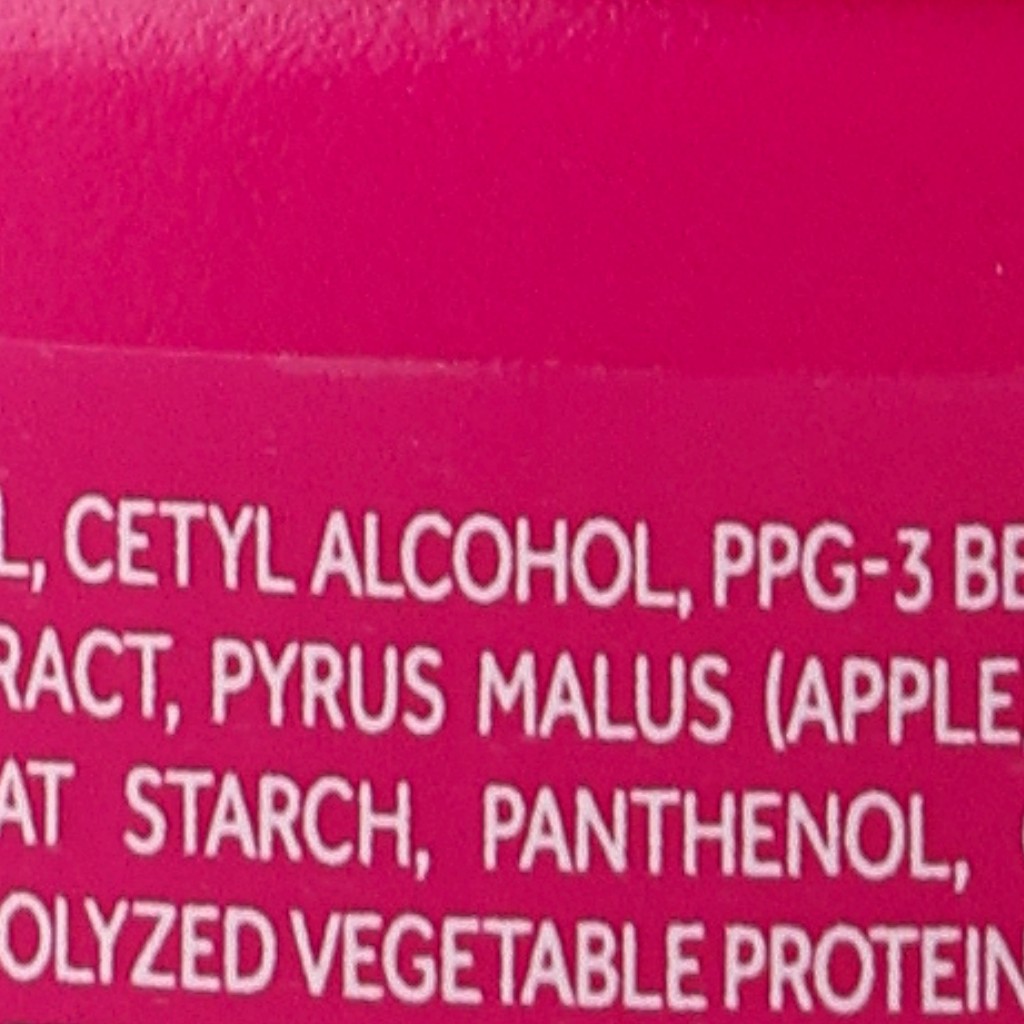 L, CETYL ALCOHOL, PPG-3 BE
RACT, PYRUS MALUS (APPLE
AT STARCH, PANTHENOL,
OLYZED VEGETABLE PROTEIN